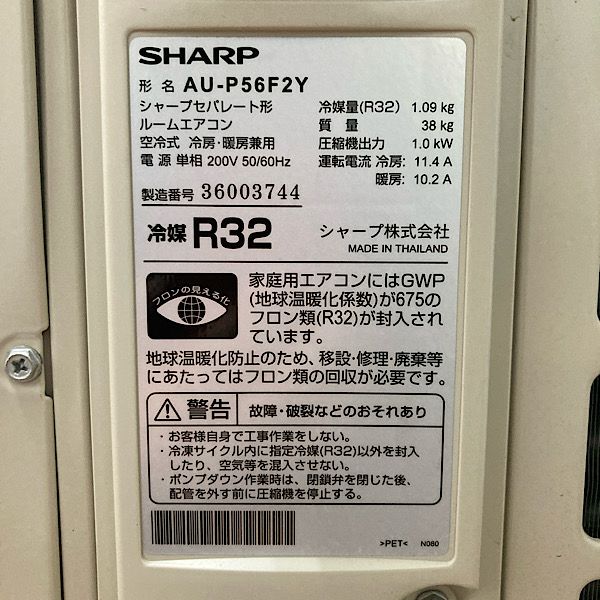 SHARP
形 名 AU-P56F2Y
シャープセパレート形 冷媒量(R32) 1.09 kg
ルームエアコン 質 量 38 kg
空冷式 冷房・暖房兼用 圧縮機出力 1.0 kW
電 源 単相 200V 50/60Hz 運転電流 冷房: 11.4 A
暖房: 10.2 A
製造番号 36003744
冷媒 R32 シャープ株式会社
MADE IN THAILAND
フロンの見える化
家庭用エアコンにはGWP
(地球温暖化係数)が675の
フロン類(R32)が封入され
ています。
地球温暖化防止のため、移設・修理・廃棄等
にあたってはフロン類の回収が必要です。
警告 故障・破裂などのおそれあり
・お客様自身で工事作業をしない。
・冷凍サイクル内に指定冷媒(R32)以外を封入
したり、空気等を混入させない。
・ポンプダウン作業時は、閉鎖弁を閉じた後、
配管を外す前に圧縮機を停止する。
>PET< N080